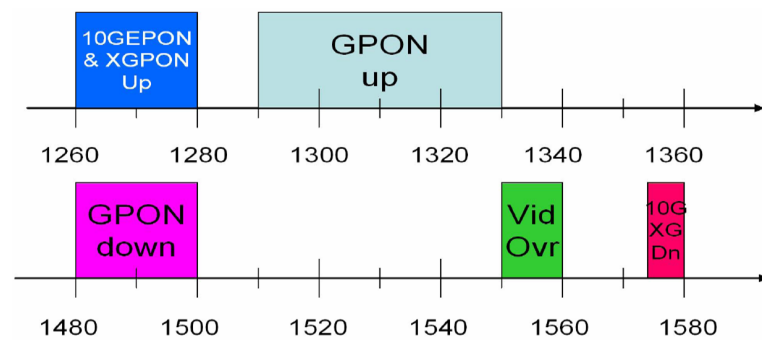 10GEPON
& XGPON
Up
GPON
up
1260 1280 1300 1320 1340 1360
GPON
down
Vid
Ovr
10G
XG
Dn
1480 1500 1520 1540 1560 1580